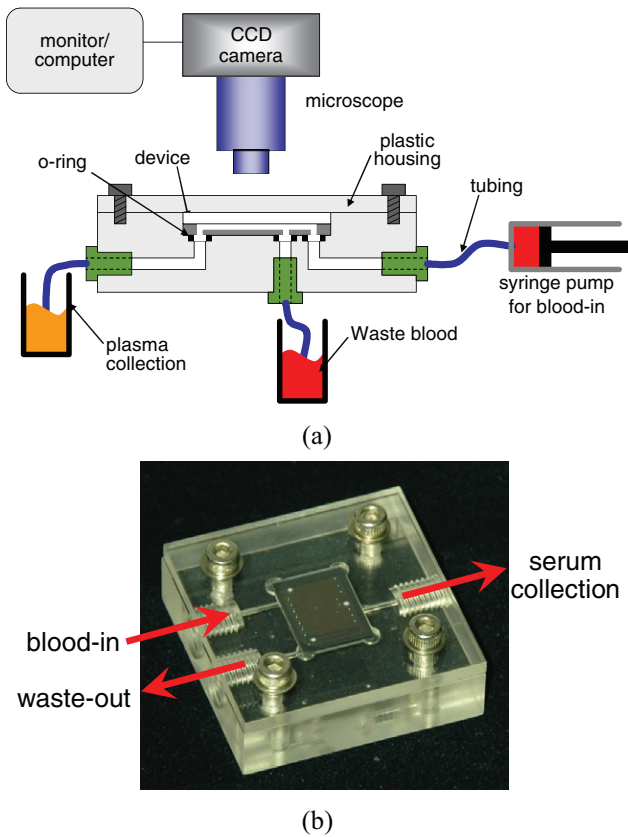 monitor/
computer
CCD
camera
microscope
o-ring
device
plastic
housing
tubing
syringe pump
for blood-in
plasma
collection
Waste blood
(a)
serum
collection
blood-in
waste-out
(b)